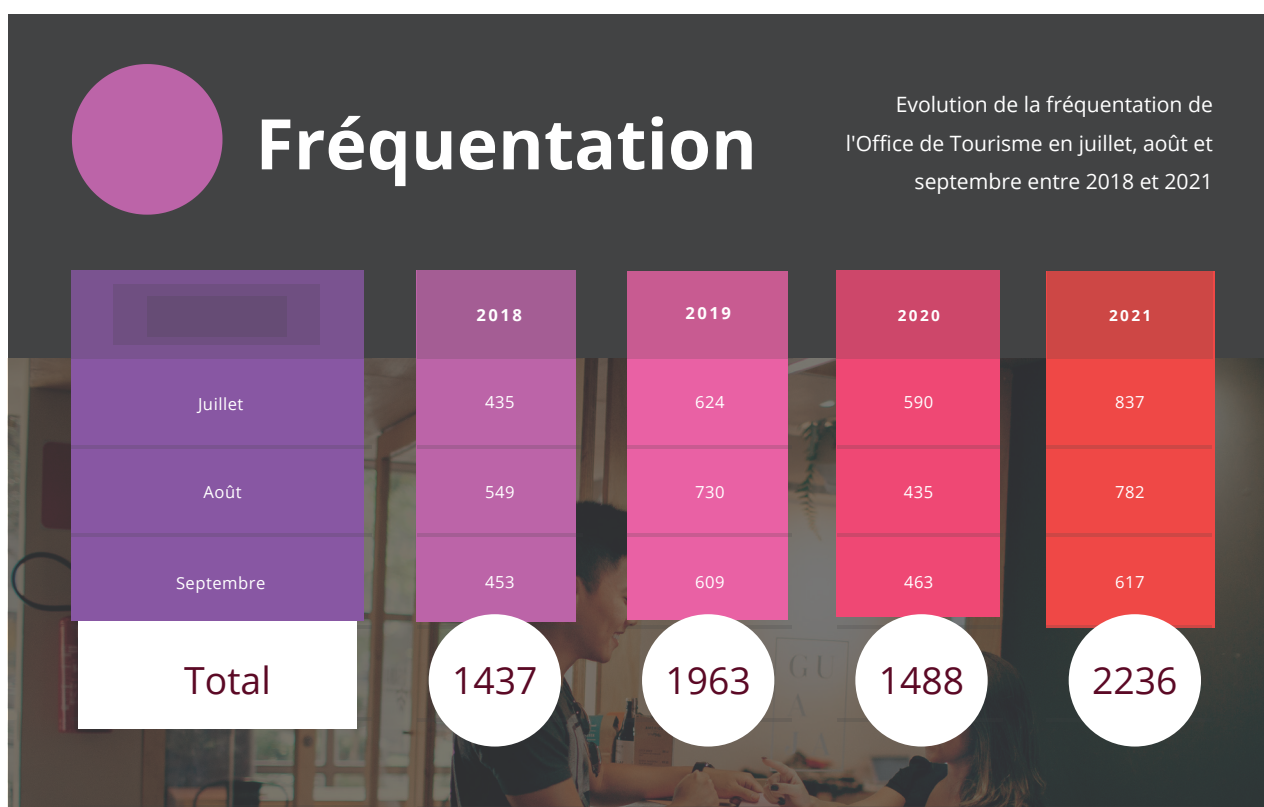 Fréquentation
Evolution de la fréquentation de
l'Office de Tourisme en juillet, août et
septembre entre 2018 et 2021
2018 2019 2020 2021
Juillet 435 624 590 837
Août 549 730 435 782
Septembre 453 609 463 617
Total 1437 1963 1488 2236
GU